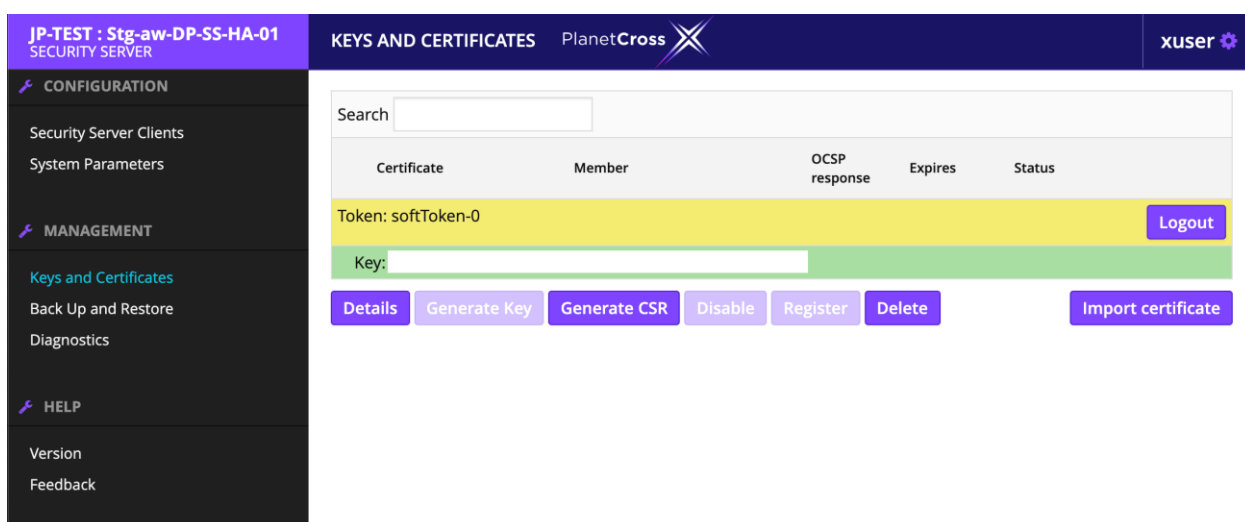 JP-TEST : Stg-aw-DP-SS-HA-01
SECURITY SERVER
KEYS AND CERTIFICATES
PlanetCross
xuser
CONFIGURATION
Security Server Clients
System Parameters
MANAGEMENT
Keys and Certificates
Back Up and Restore
Diagnostics
HELP
Version
Feedback
Search
Certificate Member OCSP response Expires Status
Token: softToken-0 Logout
Key:
Details Generate Key Generate CSR Disable Register Delete Import certificate